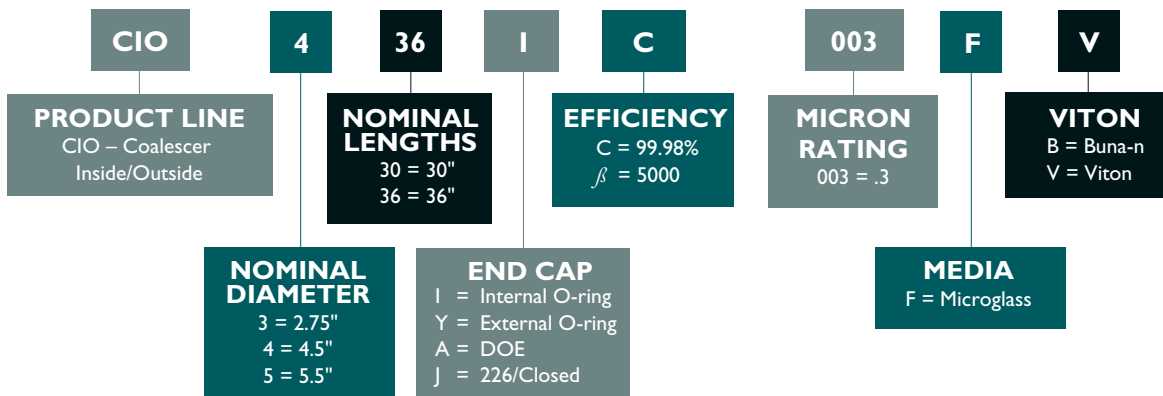 CIO 4 36 I C 003 F V
PRODUCT LINE
CIO – Coalescer
Inside/Outside
NOMINAL
LENGTHS
30 = 30"
36 = 36"
EFFICIENCY
C = 99.98%
ß = 5000
MICRON
RATING
003 = .3
VITON
B = Buna-n
V = Viton
NOMINAL
DIAMETER
3 = 2.75"
4 = 4.5"
5 = 5.5"
END CAP
I = Internal O-ring
Y = External O-ring
A = DOE
J = 226/Closed
MEDIA
F = Microglass